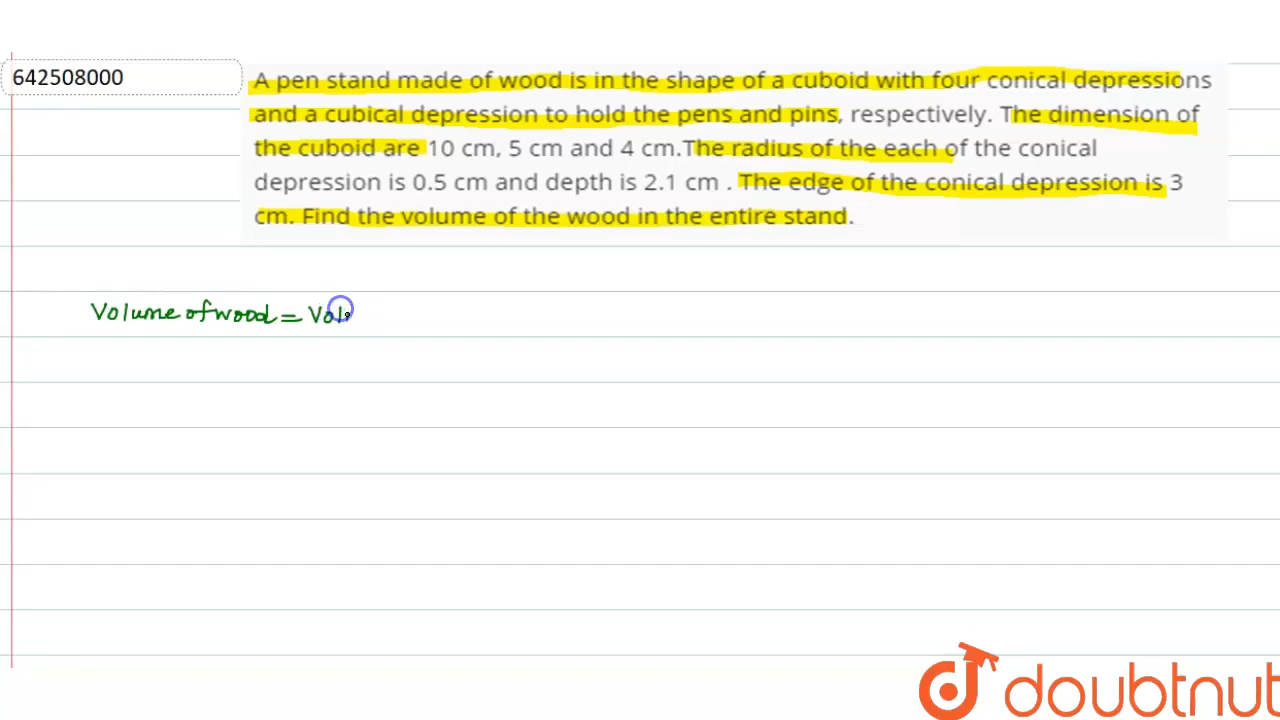 642508000
A pen stand made of wood is in the shape of a cuboid with four conical depressions
and a cubical depression to hold the pens and pins, respectively. The dimension of
the cuboid are 10 cm, 5 cm and 4 cm.The radius of the each of the conical
depression is 0.5 cm and depth is 2.1 cm . The edge of the conical depression is 3
cm. Find the volume of the wood in the entire stand.
Volume of wood = Vol.
doubtnut